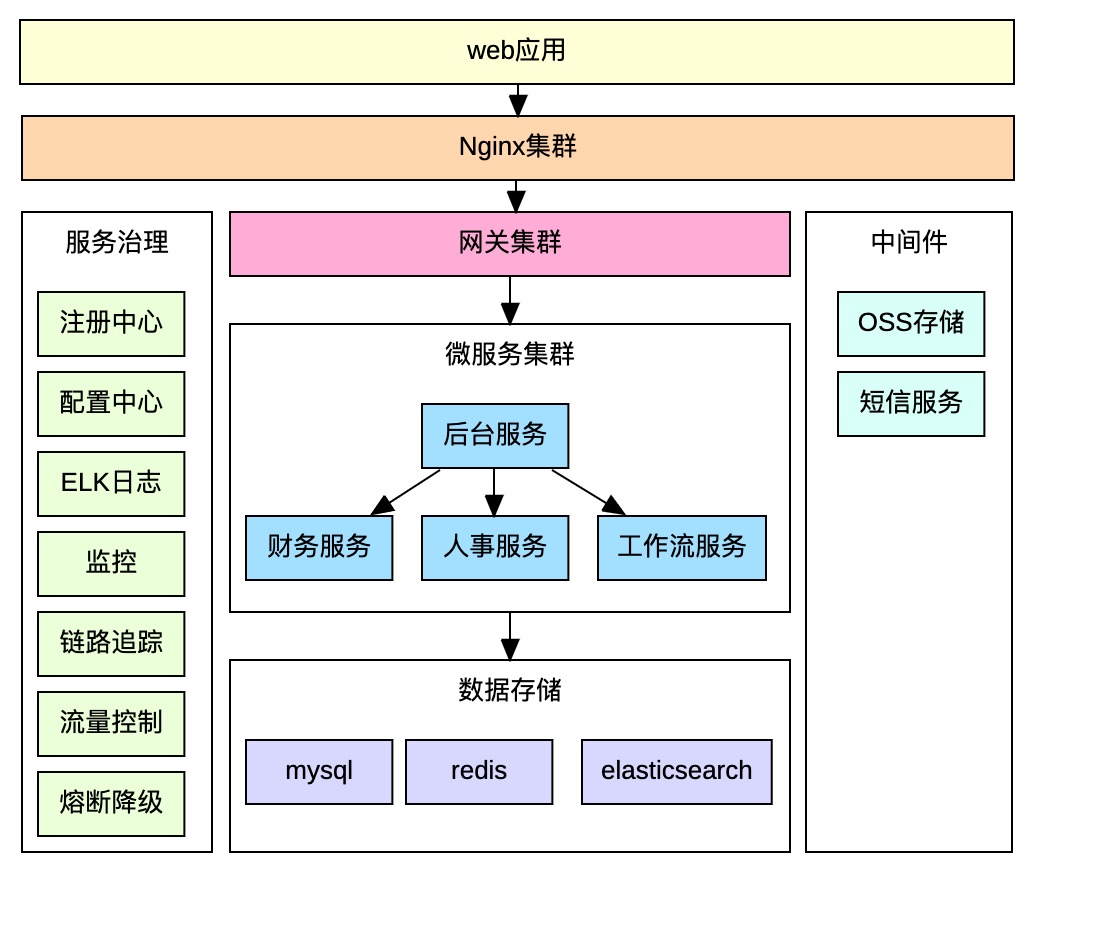 web应用
Nginx集群
服务治理
注册中心
配置中心
ELK日志
监控
链路追踪
流量控制
熔断降级
网关集群
微服务集群
后台服务
财务服务
人事服务
工作流服务
数据存储
mysql
redis
elasticsearch
中间件
OSS存储
短信服务